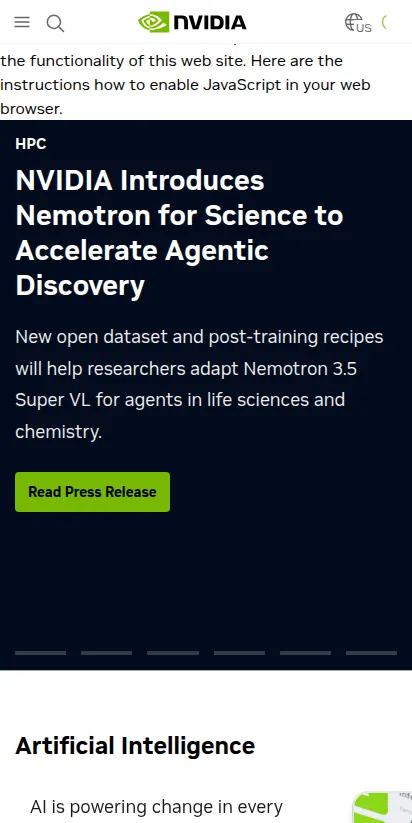 NVIDIA
US
the functionality of this web site. Here are the
instructions how to enable JavaScript in your web
browser.
HPC
NVIDIA Introduces
Nemotron for Science to
Accelerate Agentic
Discovery
New open dataset and post-training recipes
will help researchers adapt Nemotron 3.5
Super VL for agents in life sciences and
chemistry.
Read Press Release
Artificial Intelligence
AI is powering change in every